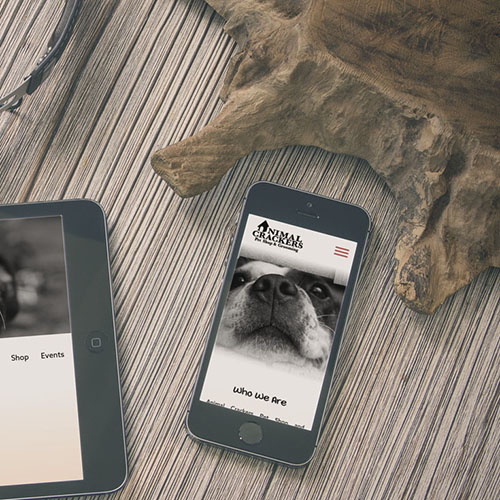 ANIMAL
CRACKERS
Pet Shop & Grooming
Who We Are
Animal Crackers Pet Shop and
Shop Events